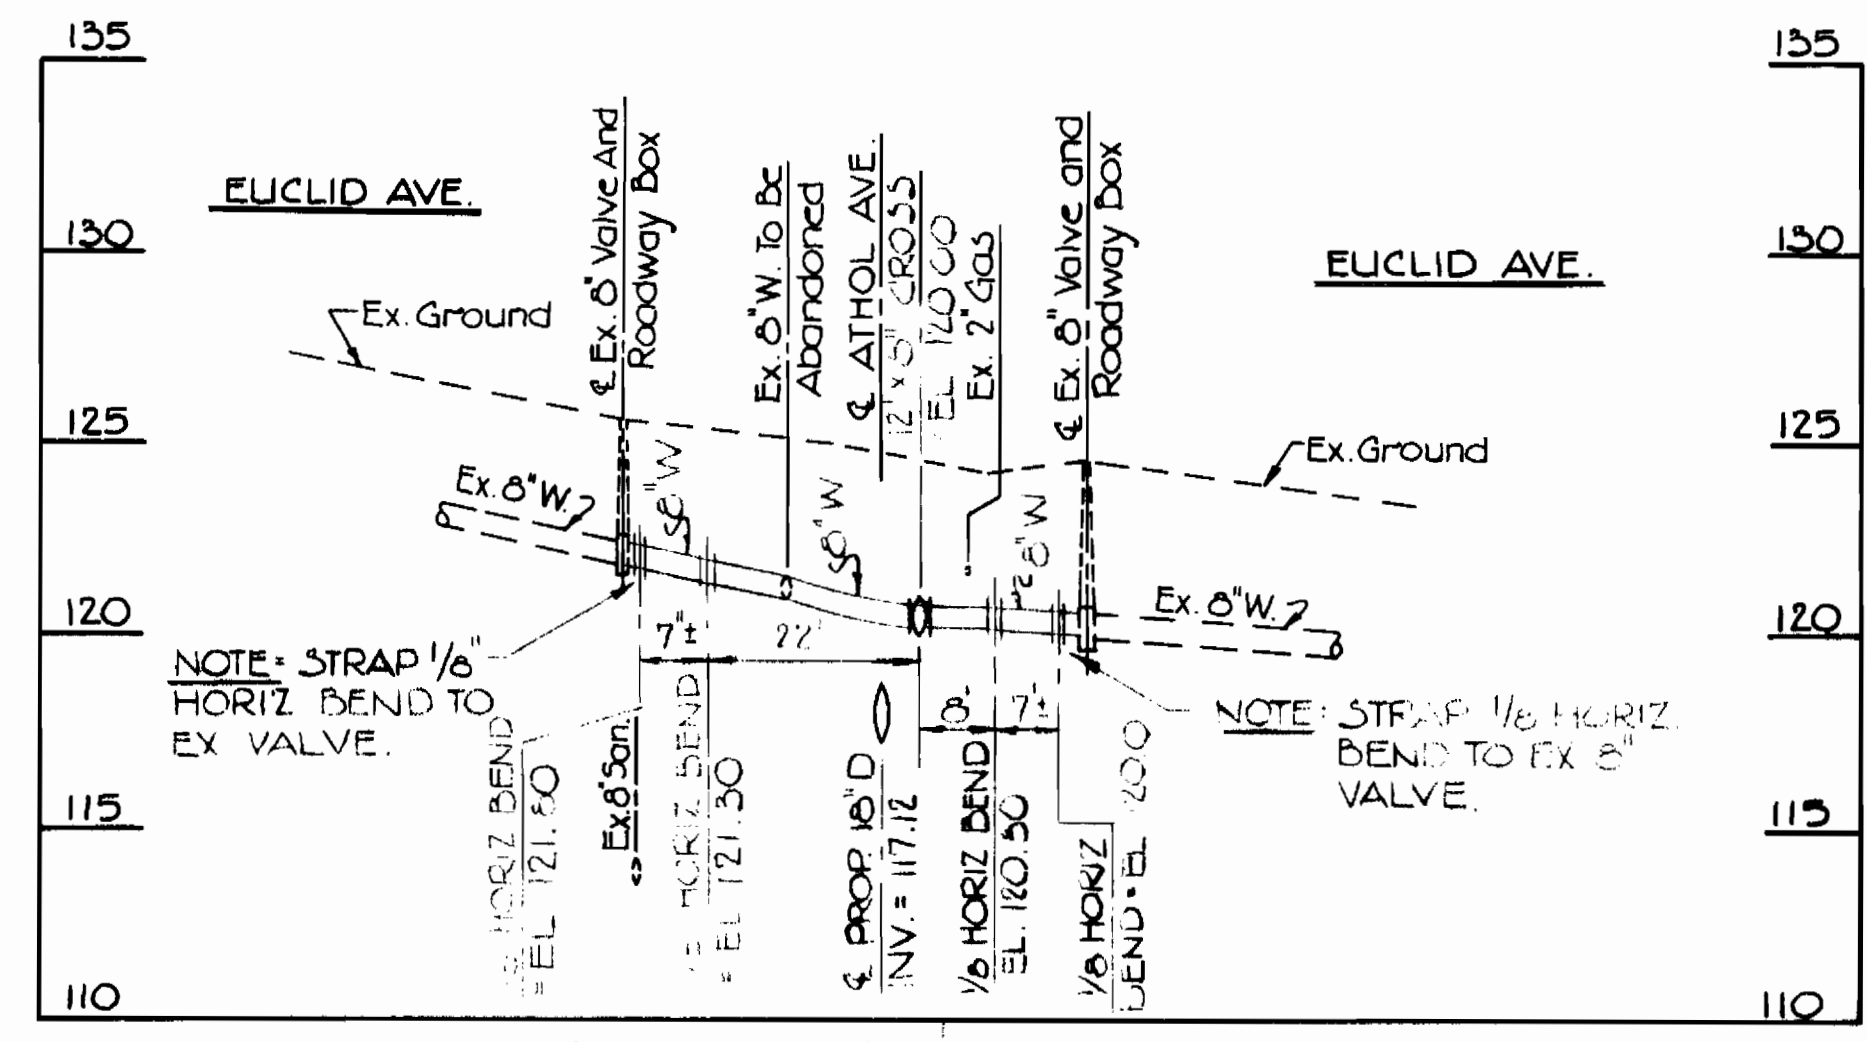 135
135
130
130
125
125
120
120
115
115
110
110
EUCLID AVE.
EUCLID AVE.
Ex. Ground
Ex. Ground
℄ Ex. 8" Valve And
Roadway Box
Ex. 8" W. To Be
Abandoned
℄ ATHOL AVE.
CROSS
EL 120.00
Ex. 2" Gas
℄ Ex. 8" Valve and
Roadway Box
Ex. 8" W.
8" W
8" W
8" W
Ex. 8" W.
7"±
22'
8'
7'±
NOTE: STRAP 1/8"
HORIZ BEND TO
EX VALVE.
NOTE: STRAP 1/8 HORIZ.
BEND TO EX 8"
VALVE.
HORIZ BEND
= EL 121.80
Ex. 8" San.
HORIZ BEND
= EL 121.30
℄ PROP. 18" D
INV. = 117.12
1/8 HORIZ BEND
EL. 120.50
1/8 HORIZ
BEND = EL